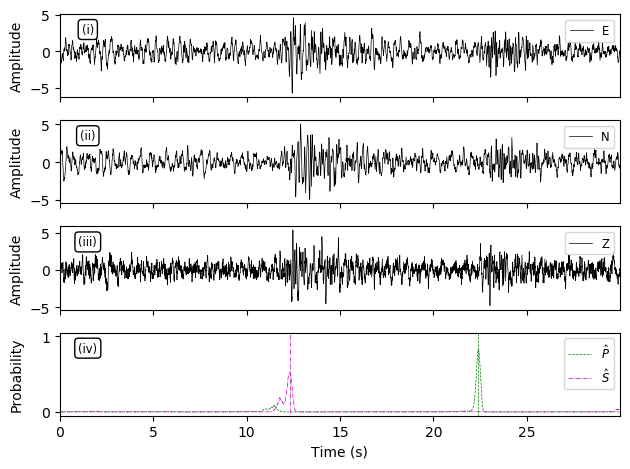 5
0
−5
Amplitude
(i)
E
5
0
−5
Amplitude
(ii)
N
5
0
−5
Amplitude
(iii)
Z
1
0
Probability
(iv)
P̂
Ŝ
0 5 10 15 20 25
Time (s)